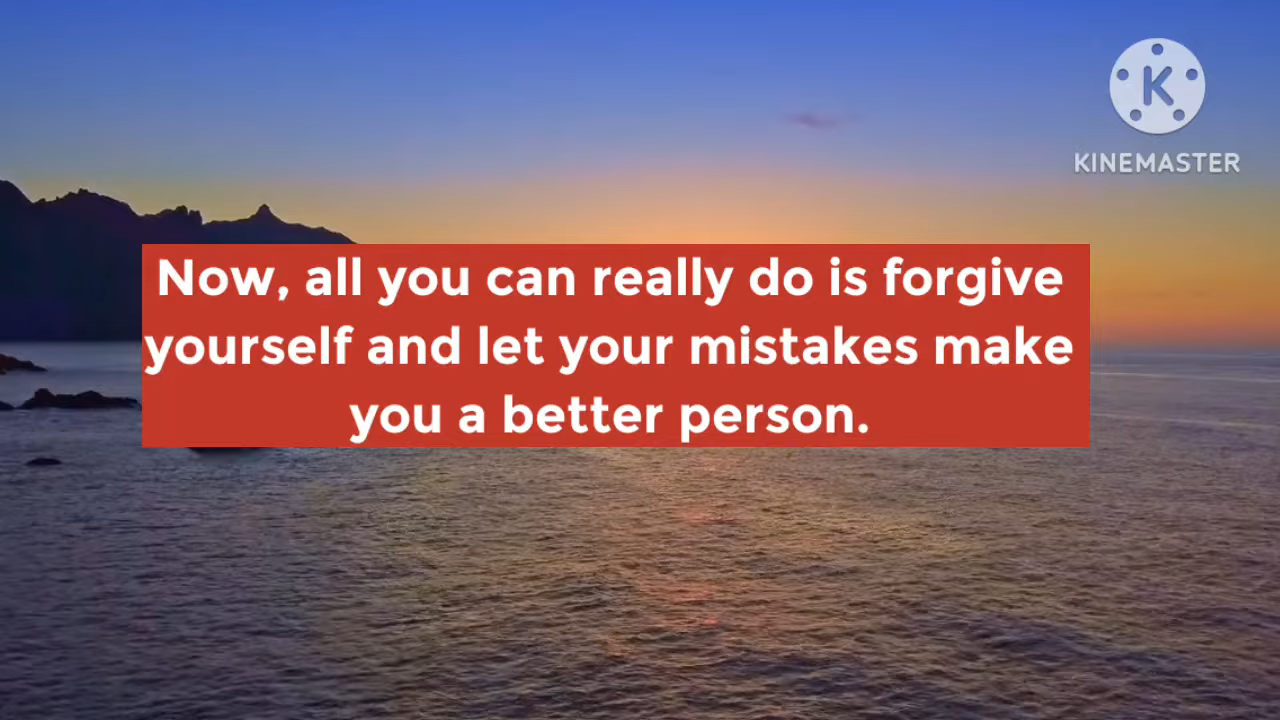 K
KINEMASTER
Now, all you can really do is forgive
yourself and let your mistakes make
you a better person.